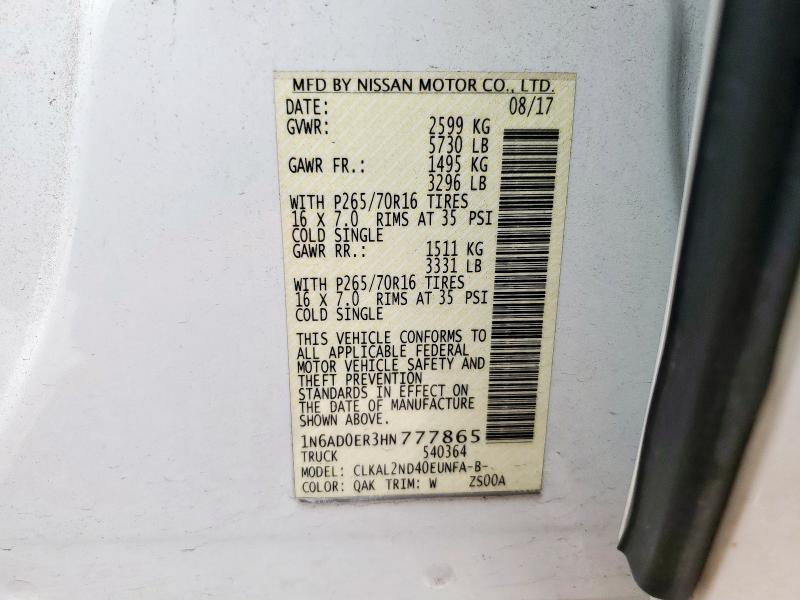 MFD BY NISSAN MOTOR CO., LTD.
DATE: 08/17
GVWR: 2599 KG
5730 LB
GAWR FR.: 1495 KG
3296 LB
WITH P265/70R16 TIRES
16 X 7.0 RIMS AT 35 PSI
COLD SINGLE
GAWR RR.: 1511 KG
3331 LB
WITH P265/70R16 TIRES
16 X 7.0 RIMS AT 35 PSI
COLD SINGLE
THIS VEHICLE CONFORMS TO
ALL APPLICABLE FEDERAL
MOTOR VEHICLE SAFETY AND
THEFT PREVENTION
STANDARDS IN EFFECT ON
THE DATE OF MANUFACTURE
SHOWN ABOVE.
1N6AD0ER3HN777865
TRUCK 540364
MODEL: CLKAL2ND40EUNFA-B-
COLOR: QAK TRIM: W ZS00A